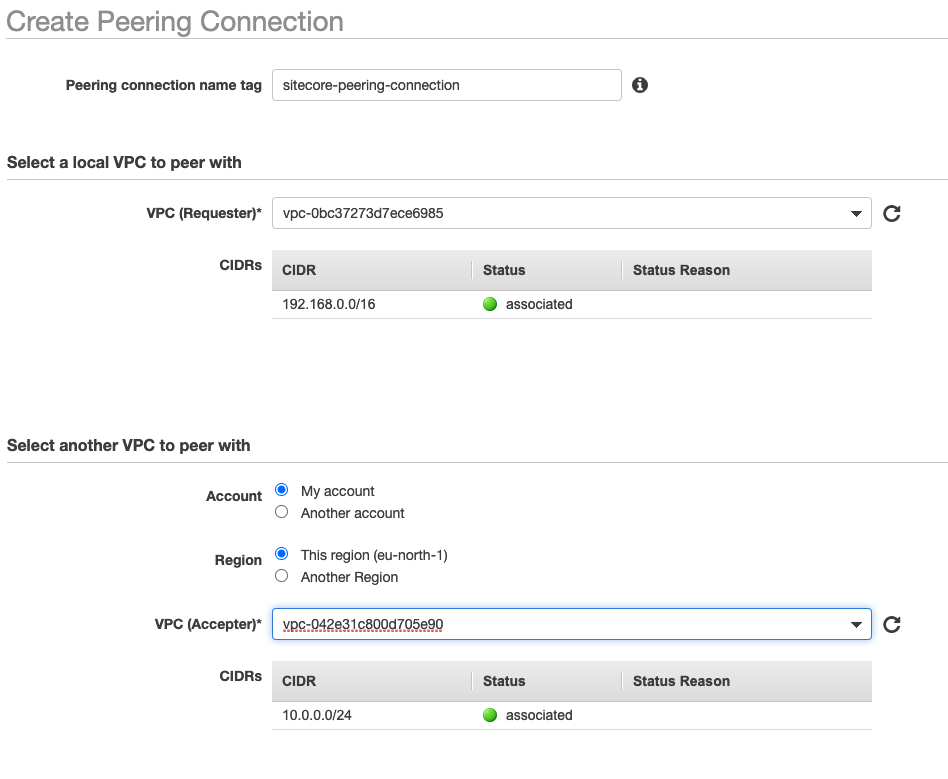 Create Peering Connection
Peering connection name tag sitecore-peering-connection
Select a local VPC to peer with
VPC (Requester)* vpc-0bc37273d7ece6985
CIDRs CIDR Status Status Reason
192.168.0.0/16 associated
Select another VPC to peer with
Account My account
Another account
Region This region (eu-north-1)
Another Region
VPC (Accepter)* vpc-042e31c800d705e90
CIDRs CIDR Status Status Reason
10.0.0.0/24 associated